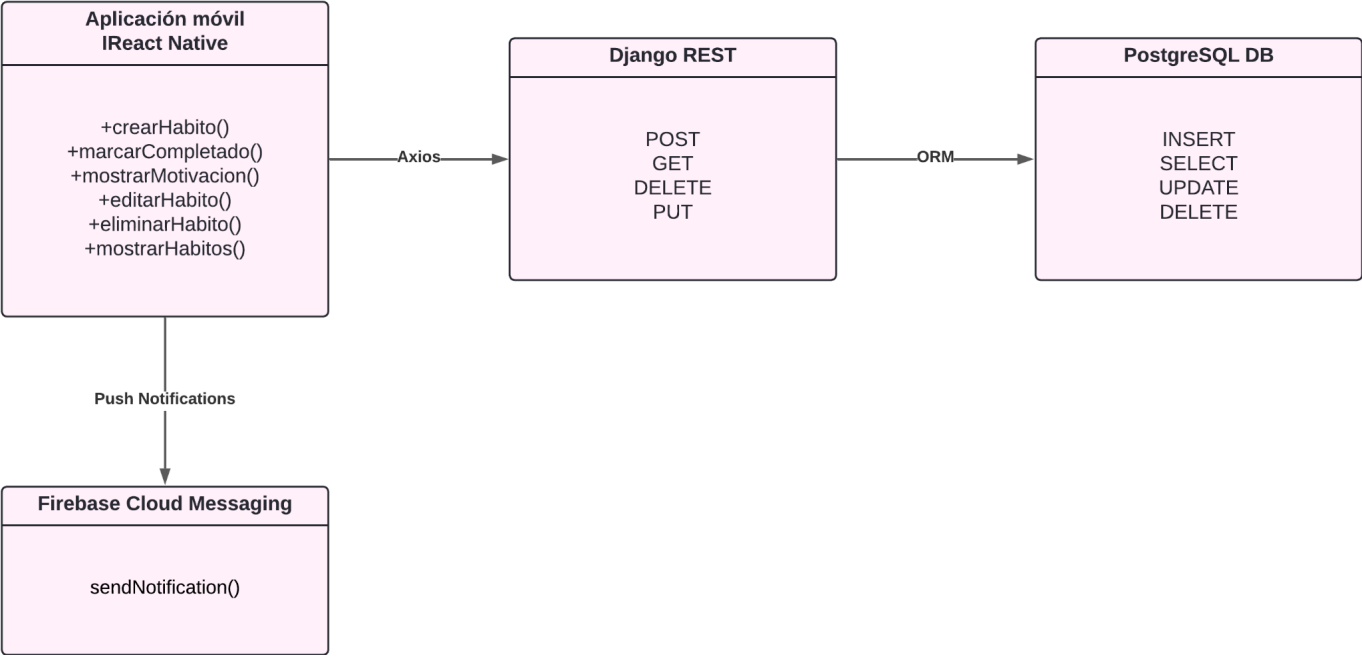 Aplicación móvil
IReact Native
+crearHabito()
+marcarCompletado()
+mostrarMotivacion()
+editarHabito()
+eliminarHabito()
+mostrarHabitos()
Axios
Django REST
POST
GET
DELETE
PUT
ORM
PostgreSQL DB
INSERT
SELECT
UPDATE
DELETE
Push Notifications
Firebase Cloud Messaging
sendNotification()